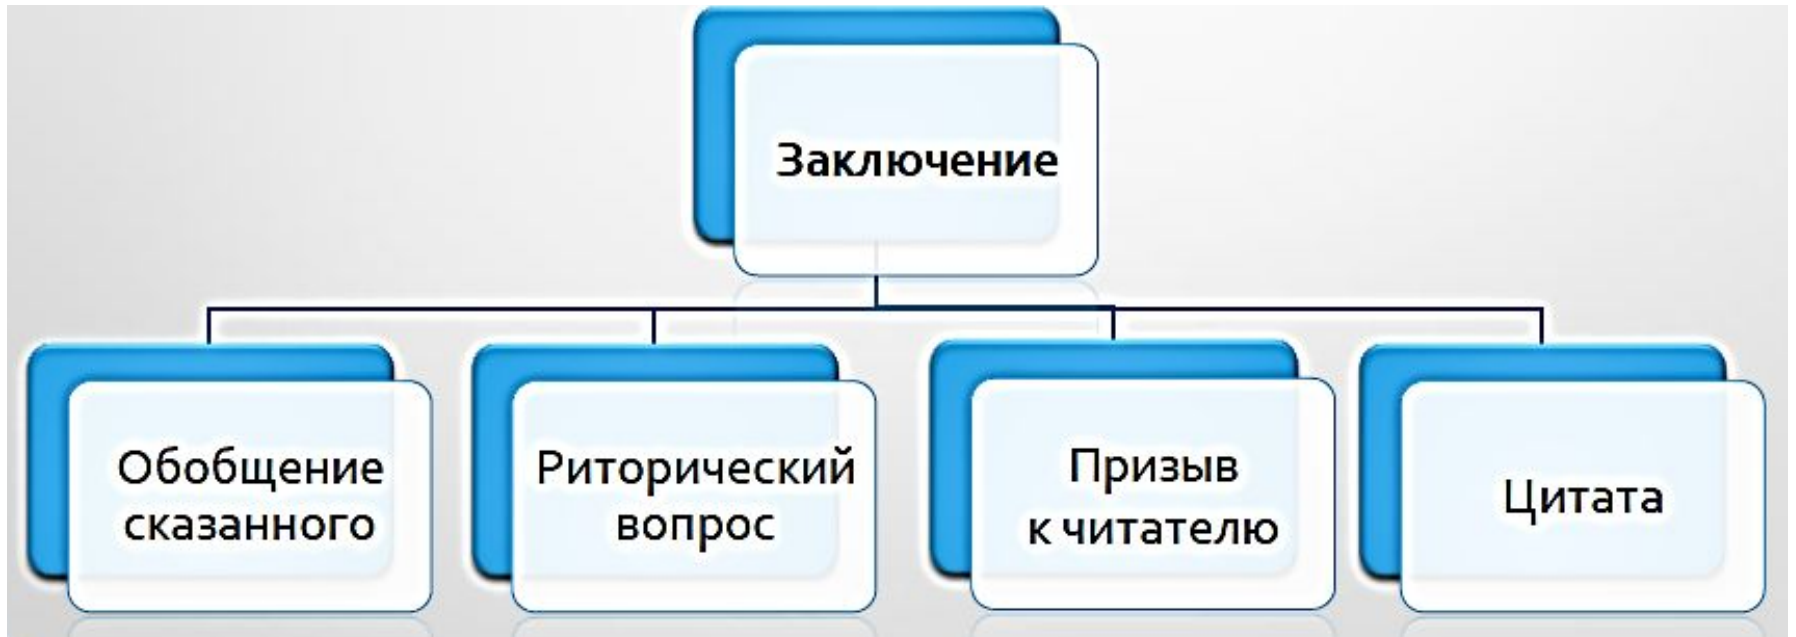 Заключение
Обобщение
сказанного
Риторический
вопрос
Призыв
к читателю
Цитата